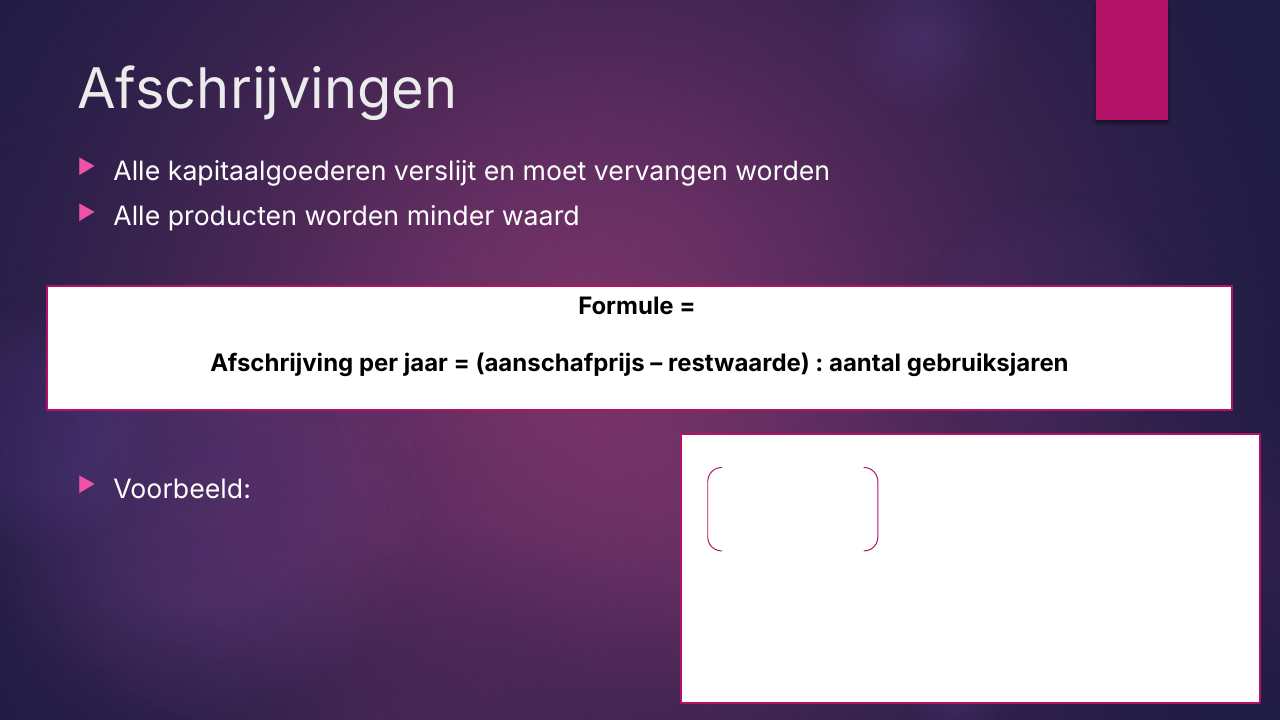 Afschrijvingen
Alle kapitaalgoederen verslijt en moet vervangen worden
Alle producten worden minder waard
Formule =
Afschrijving per jaar = (aanschafprijs – restwaarde) : aantal gebruiksjaren
Voorbeeld: